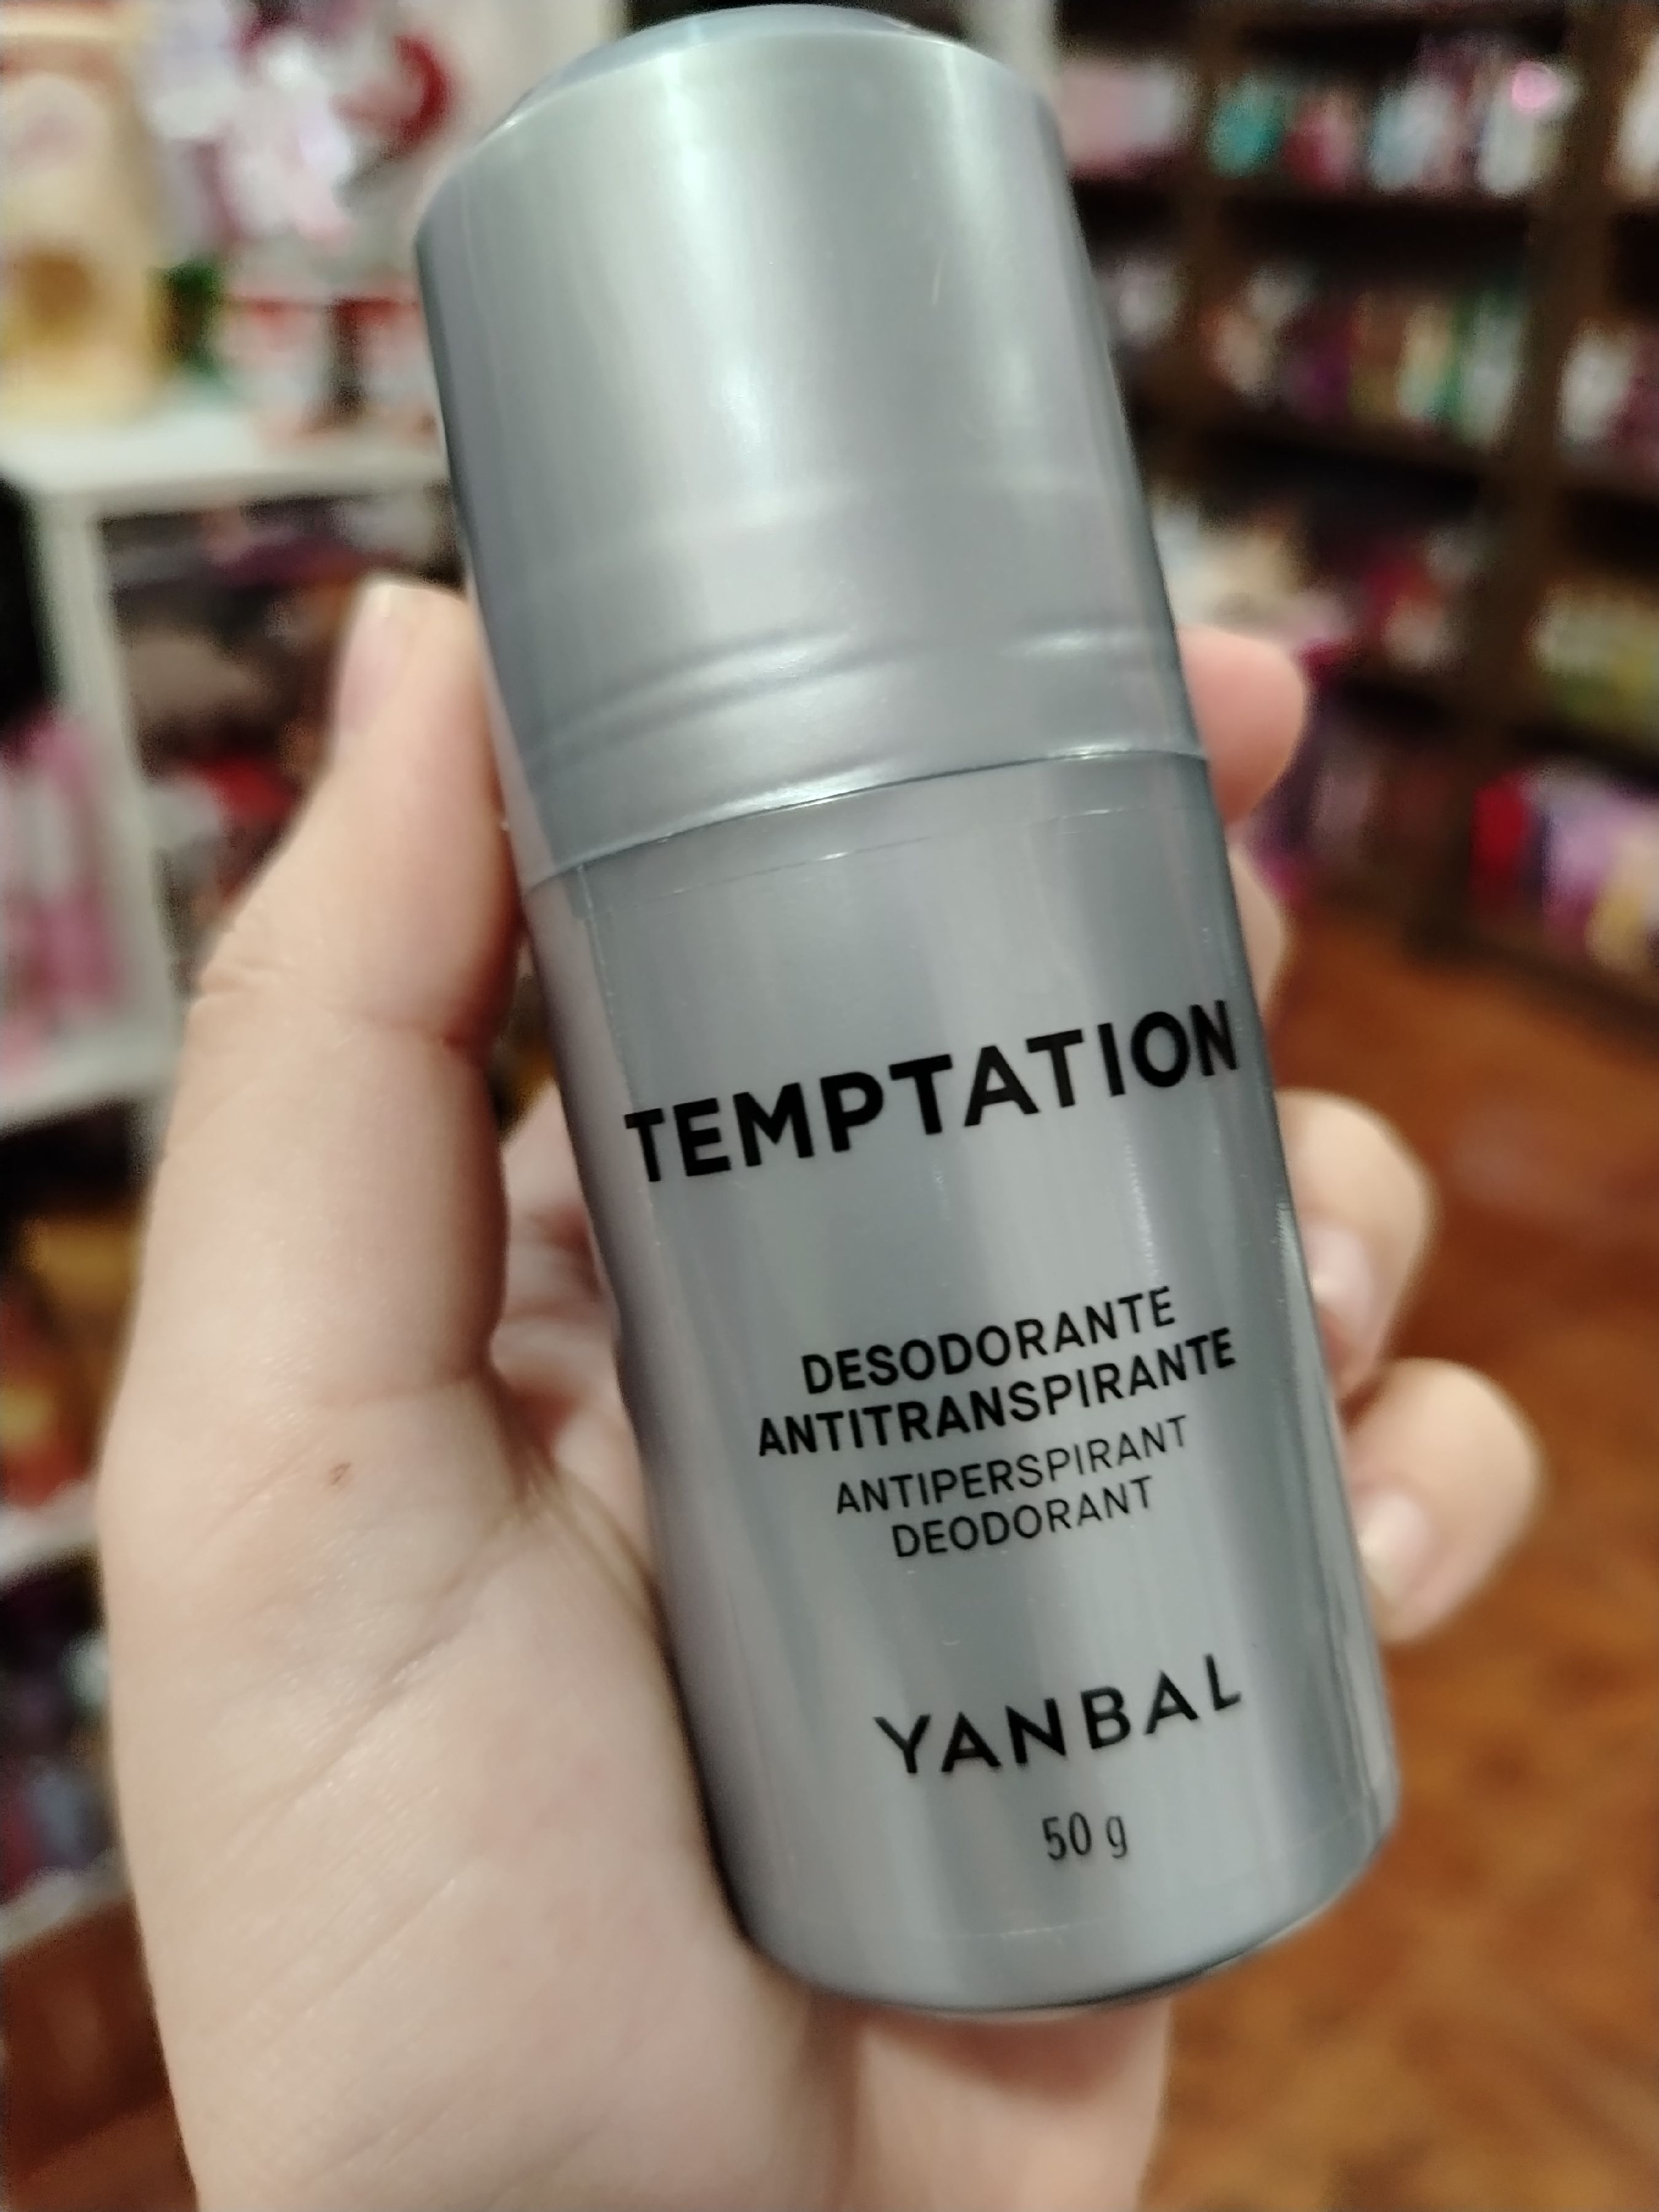 TEMPTATION
DESODORANTE
ANTITRANSPIRANTE
ANTIPERSPIRANT
DEODORANT
YANBAL
50 g